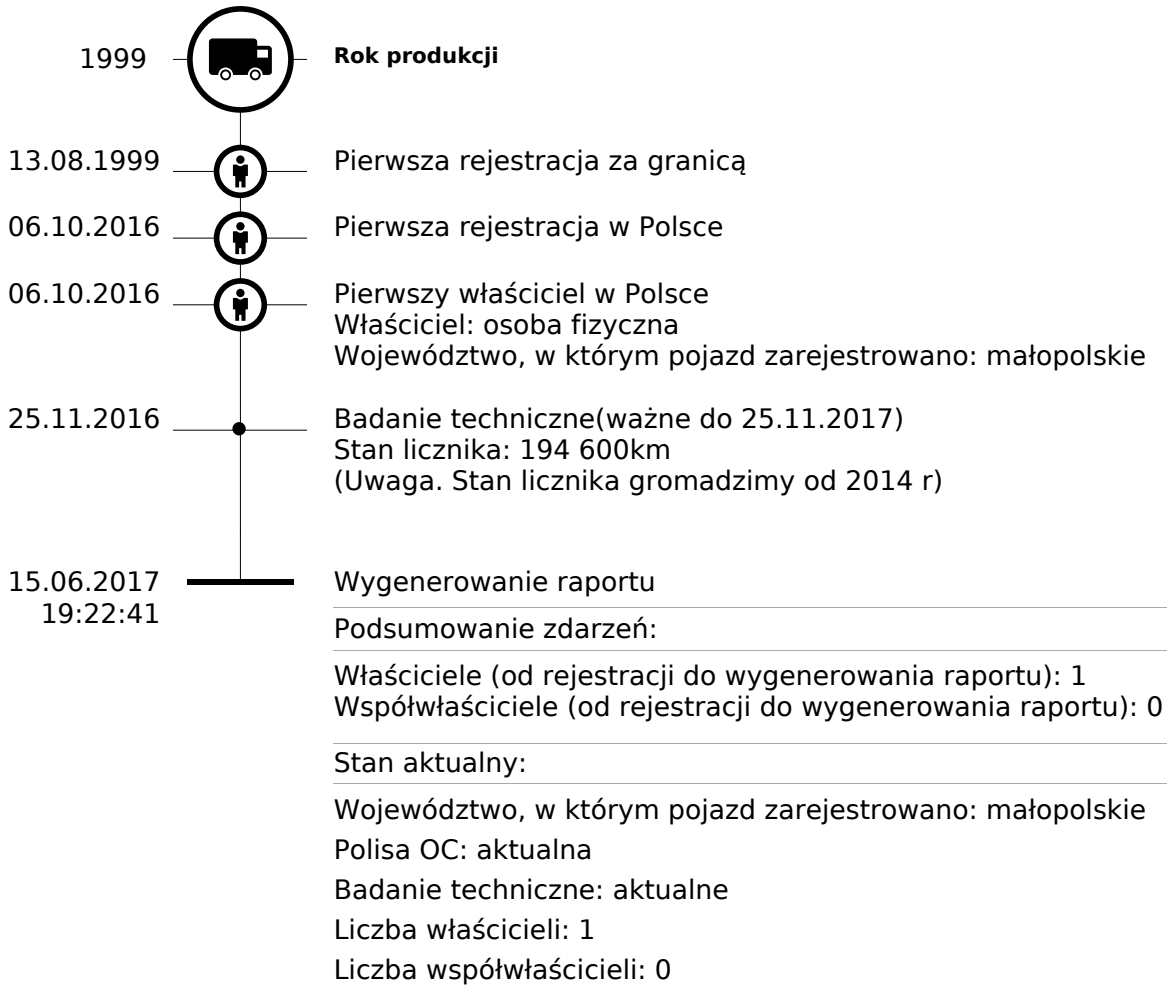 1999 Rok produkcji
13.08.1999 Pierwsza rejestracja za granicą
06.10.2016 Pierwsza rejestracja w Polsce
06.10.2016 Pierwszy właściciel w Polsce
Właściciel: osoba fizyczna
Województwo, w którym pojazd zarejestrowano: małopolskie
25.11.2016 Badanie techniczne(ważne do 25.11.2017)
Stan licznika: 194 600km
(Uwaga. Stan licznika gromadzimy od 2014 r)
15.06.2017 Wygenerowanie raportu
19:22:41
Podsumowanie zdarzeń:
Właściciele (od rejestracji do wygenerowania raportu): 1
Współwłaściciele (od rejestracji do wygenerowania raportu): 0
Stan aktualny:
Województwo, w którym pojazd zarejestrowano: małopolskie
Polisa OC: aktualna
Badanie techniczne: aktualne
Liczba właścicieli: 1
Liczba współwłaścicieli: 0